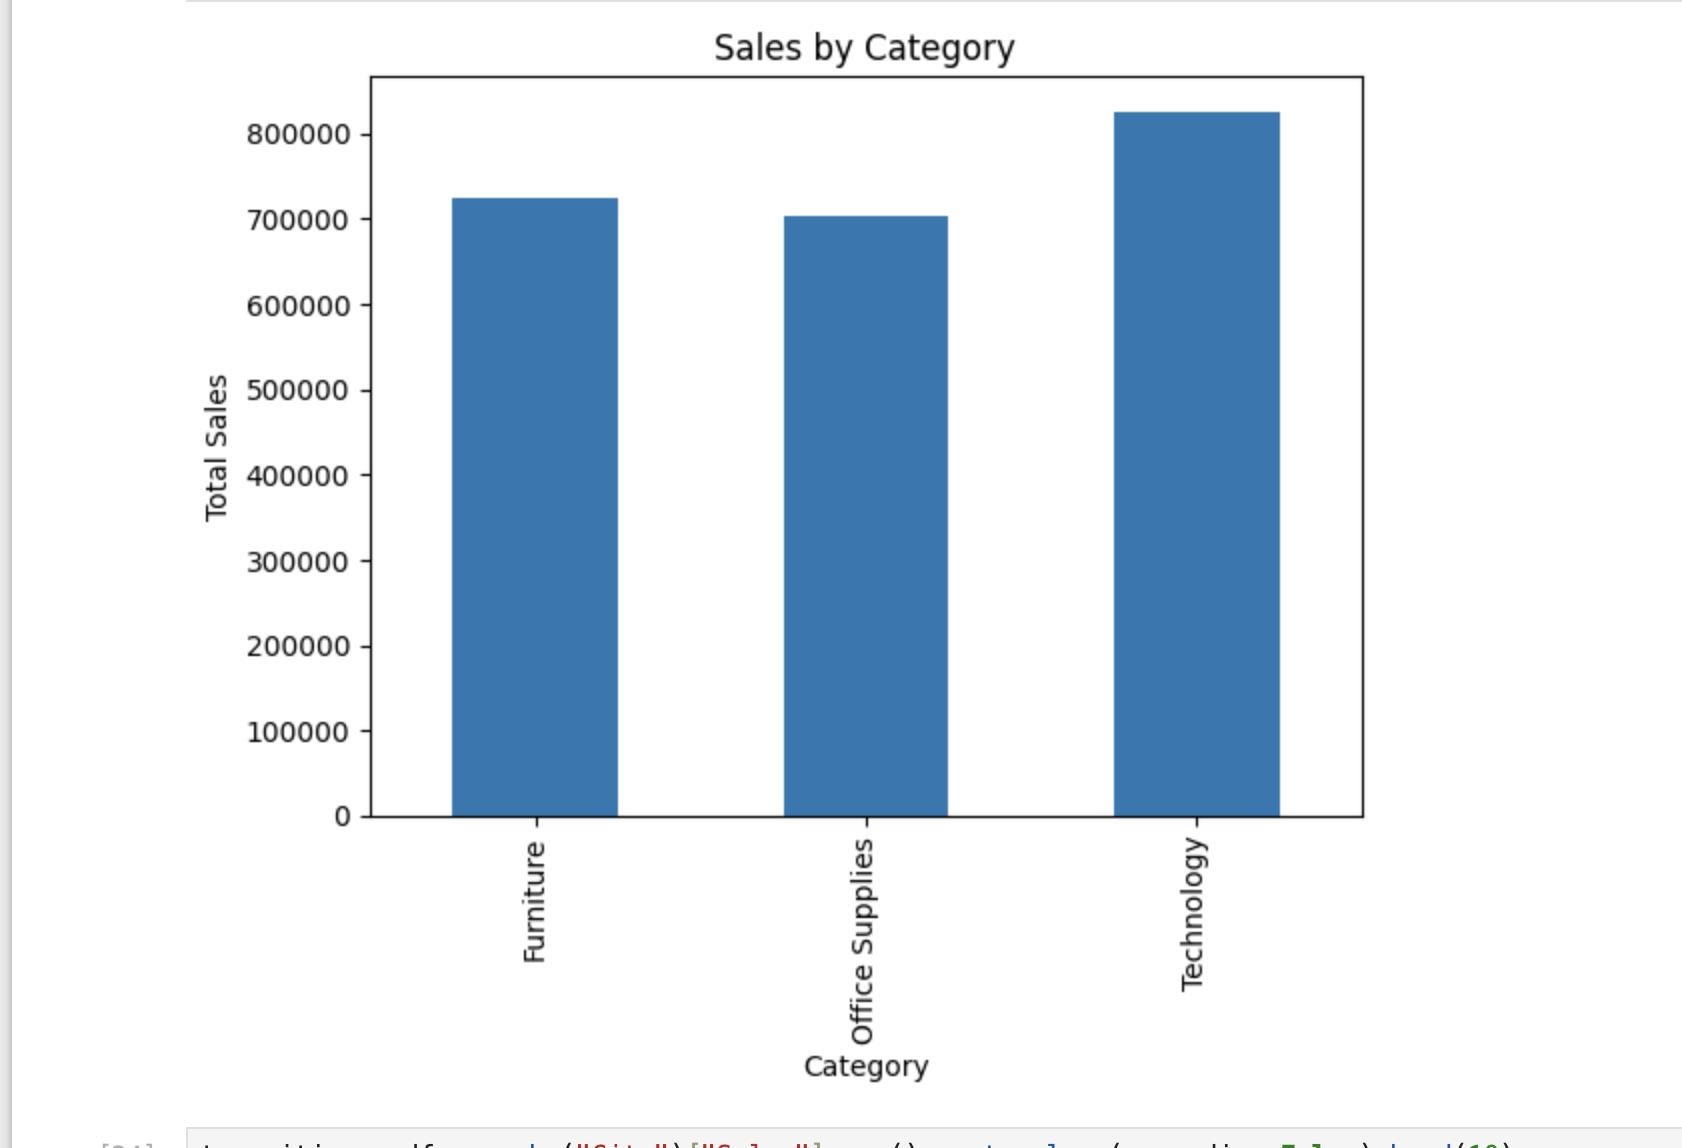 Sales by Category
800000
700000
600000
500000
400000
300000
200000
100000
0
Total Sales
Furniture
Office Supplies
Technology
Category